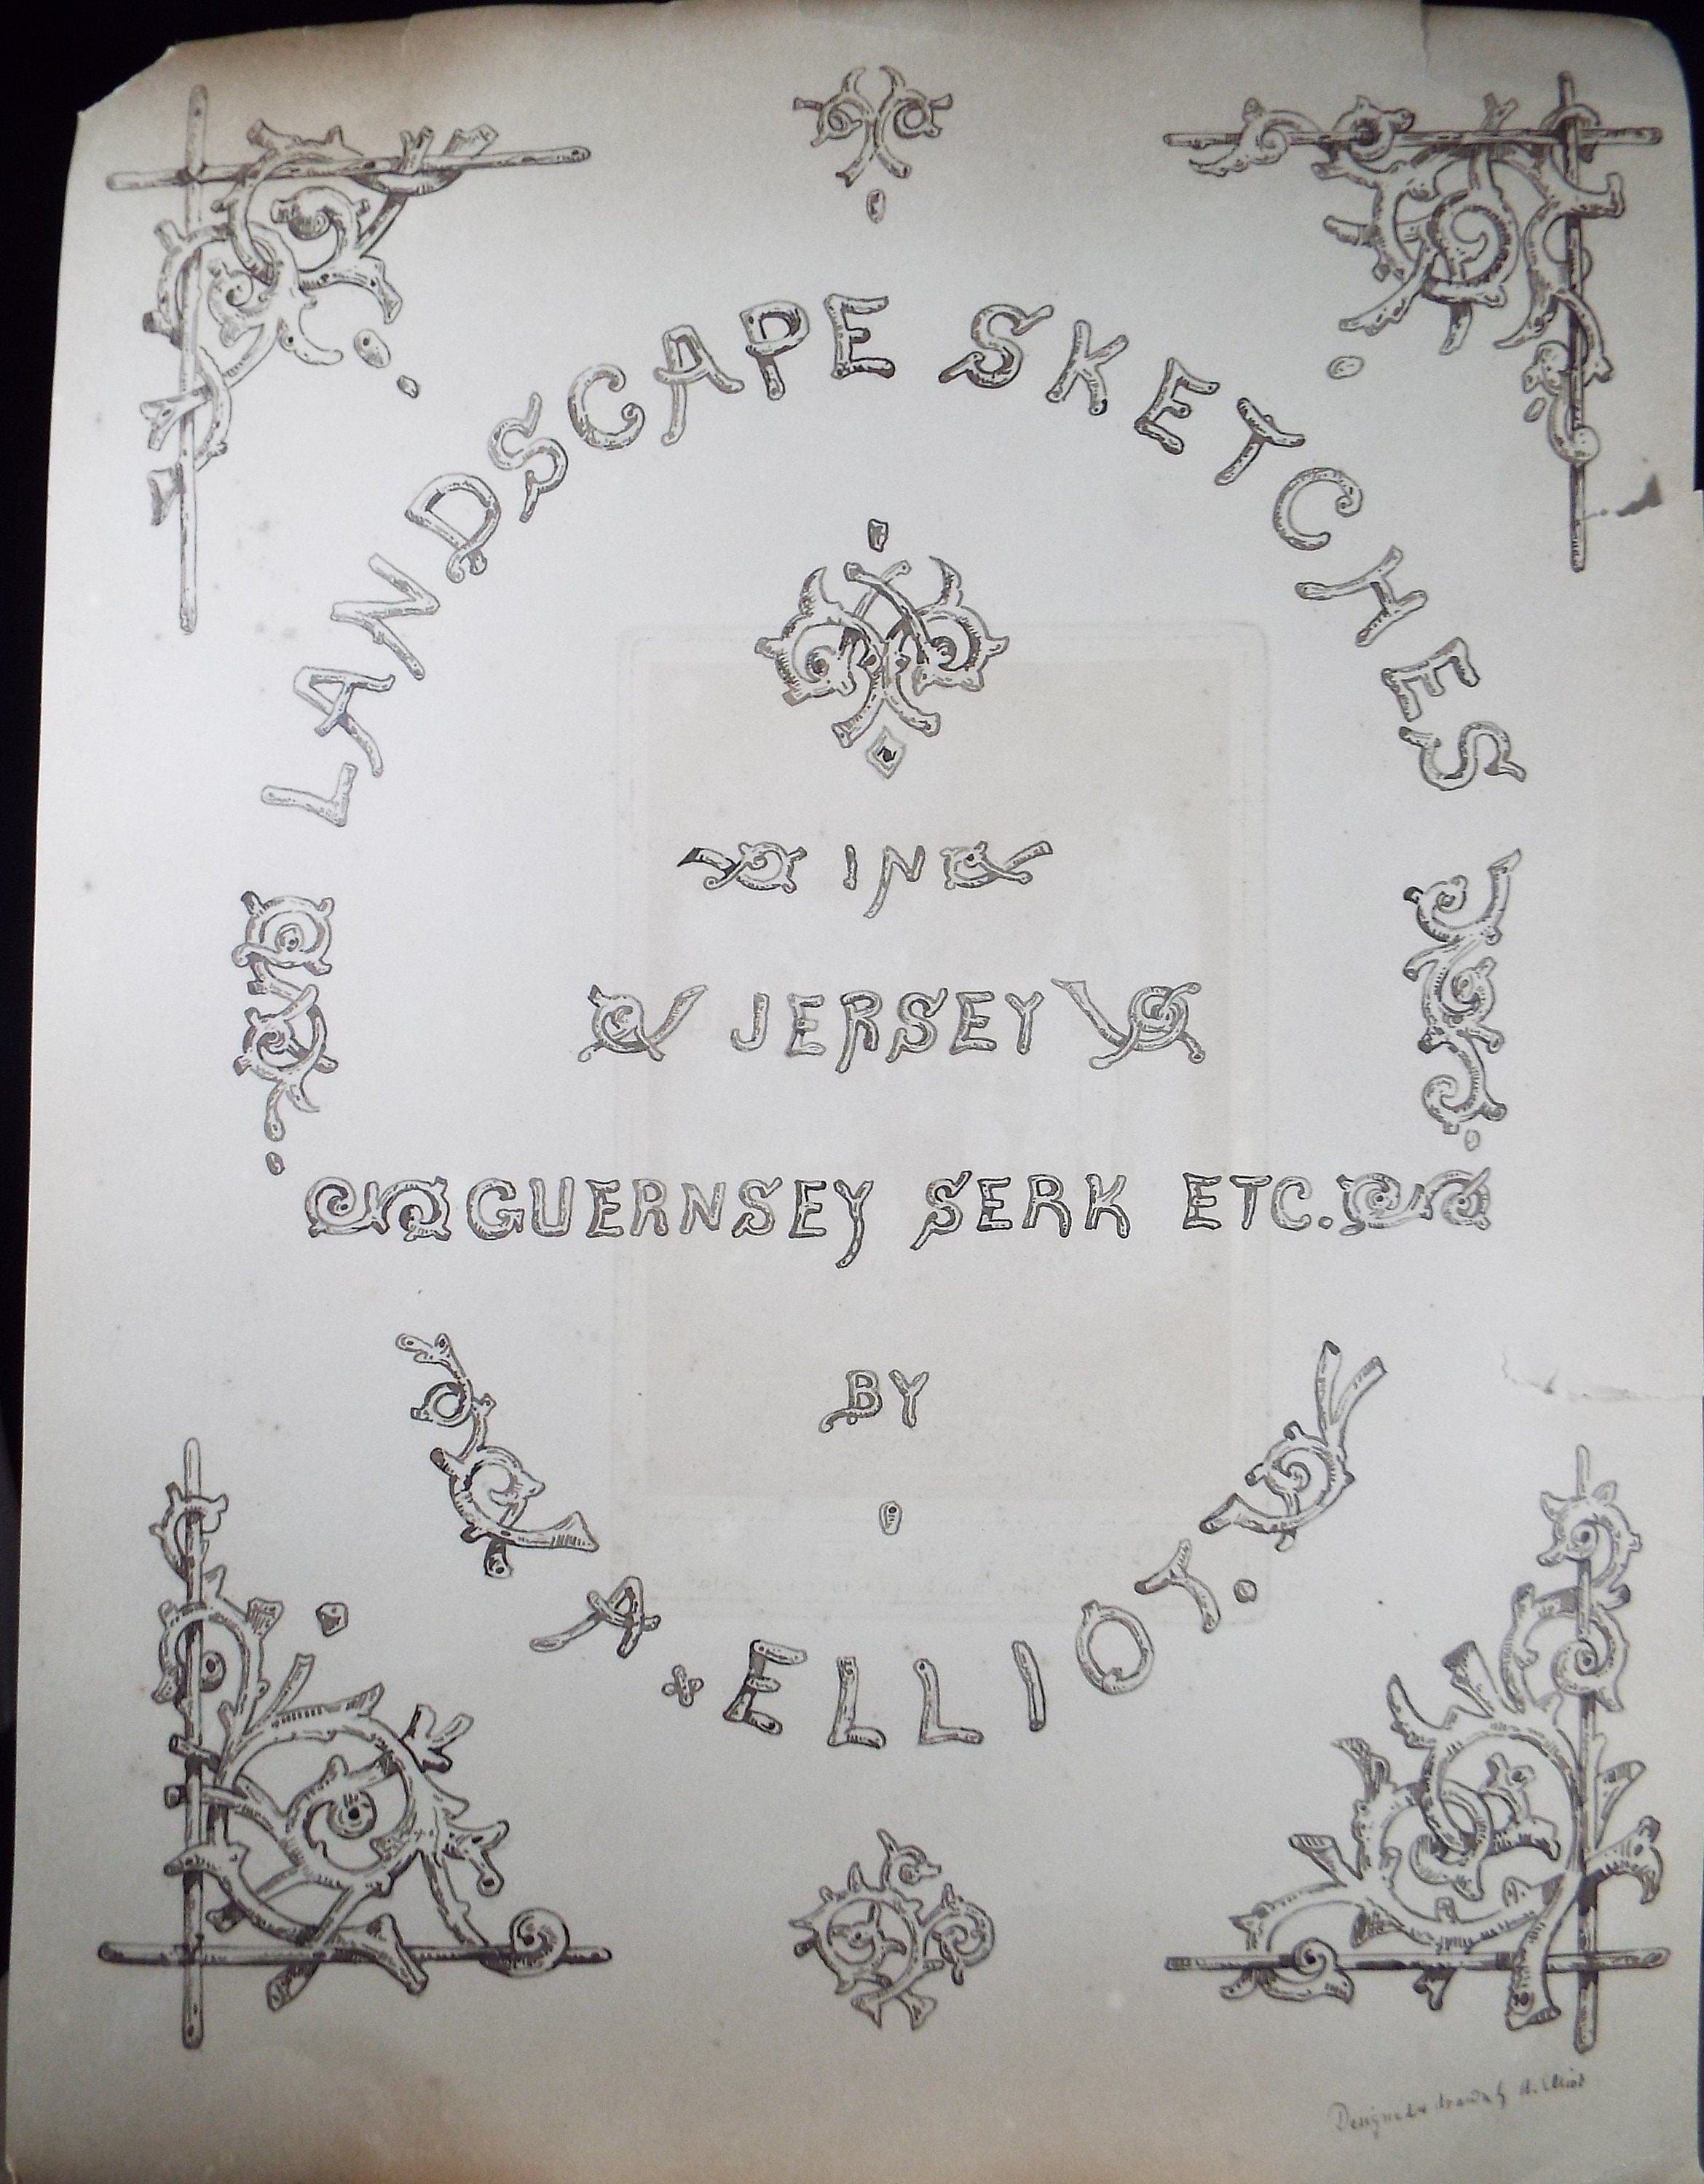 LANDSCAPE SKETCHES
IN
JERSEY
GUERNSEY SERK ETC.
BY
A. ELLIOT.
Designed & drawn by A. Elliot